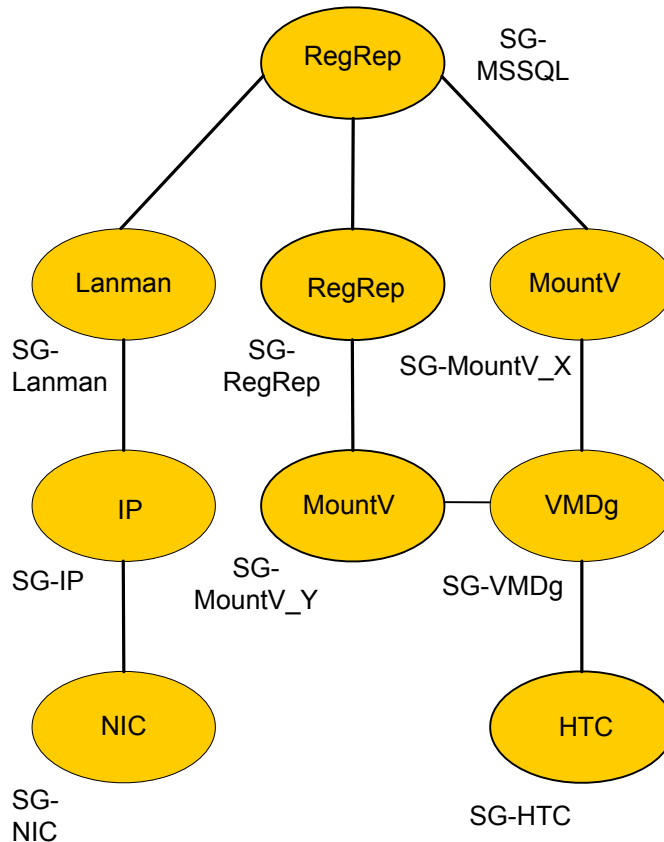 RegRep
SG-
MSSQL
Lanman
RegRep
MountV
SG-
Lanman
SG-
RegRep
SG-MountV_X
IP
MountV
VMDg
SG-IP
SG-
MountV_Y
SG-VMDg
NIC
HTC
SG-
NIC
SG-HTC